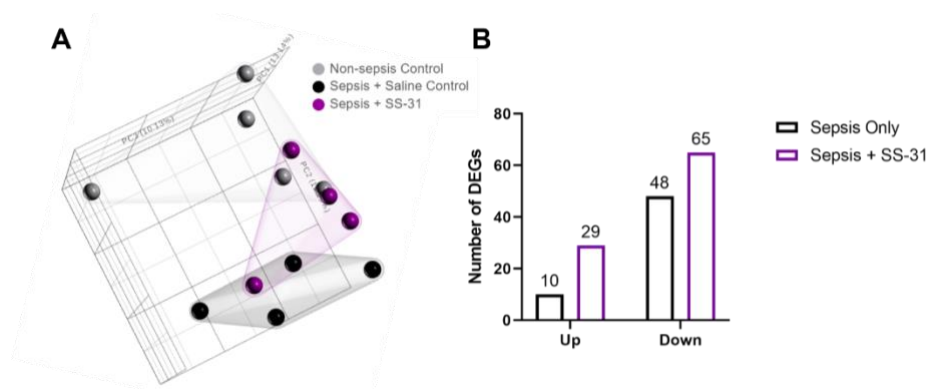 A
Non-sepsis Control
Sepsis + Saline Control
Sepsis + SS-31
(10.13%)
PC2
B
Number of DEGs
80
60
40
20
0
10
29
48
65
Up
Down
Sepsis Only
Sepsis + SS-31